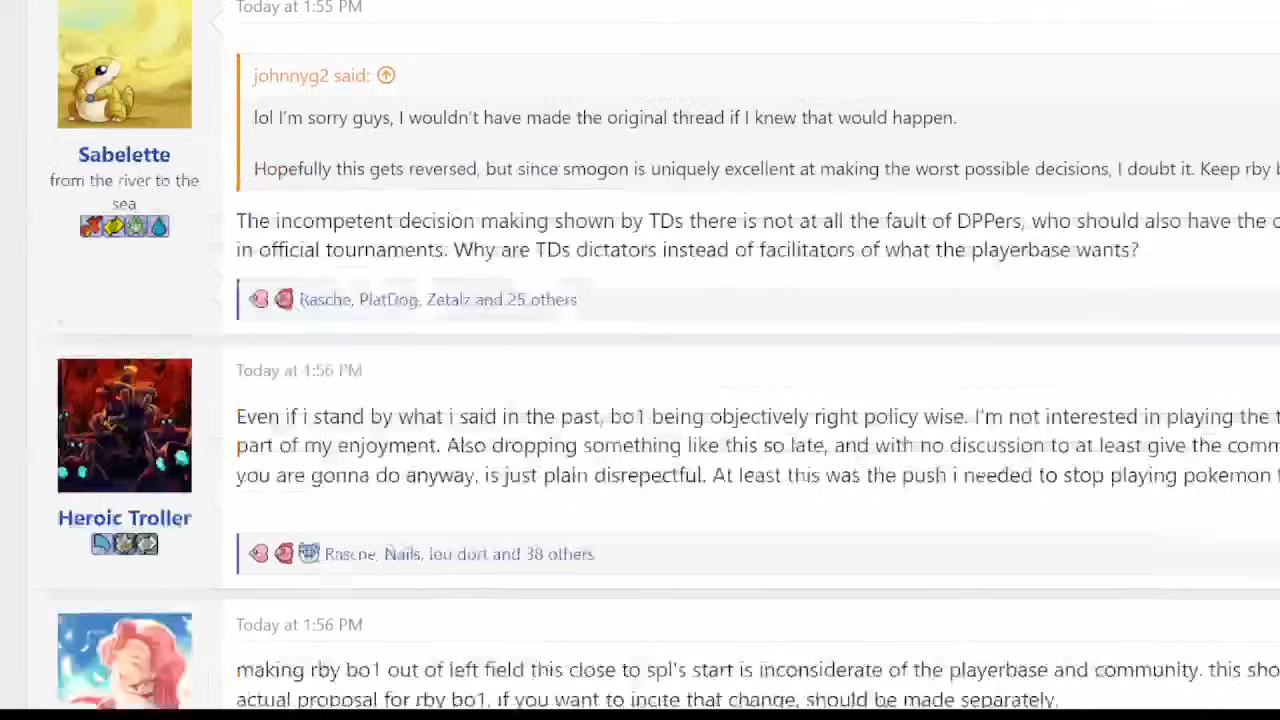 Today at 1:55 PM
johnnyg2 said:
lol I'm sorry guys, I wouldn't have made the original thread if I knew that would happen.
Hopefully this gets reversed, but since smogon is uniquely excellent at making the worst possible decisions, I doubt it. Keep rby b
Sabelette
from the river to the
sea
The incompetent decision making shown by TDs there is not at all the fault of DPPers, who should also have the
in official tournaments. Why are TDs dictators instead of facilitators of what the playerbase wants?
Rasche, PlatDog, Zetalz and 25 others
Today at 1:56 PM
Even if i stand by what i said in the past, bo1 being objectively right policy wise. I'm not interested in playing the
part of my enjoyment. Also dropping something like this so late, and with no discussion to at least give the comm
you are gonna do anyway, is just plain disrepectful. At least this was the push i needed to stop playing pokemon
Heroic Troller
Rasche, Nails, lou dort and 38 others
Today at 1:56 PM
making rby bo1 out of left field this close to spl's start is inconsiderate of the playerbase and community. this sho
actual proposal for rby bo1, if you want to incite that change, should be made separately.